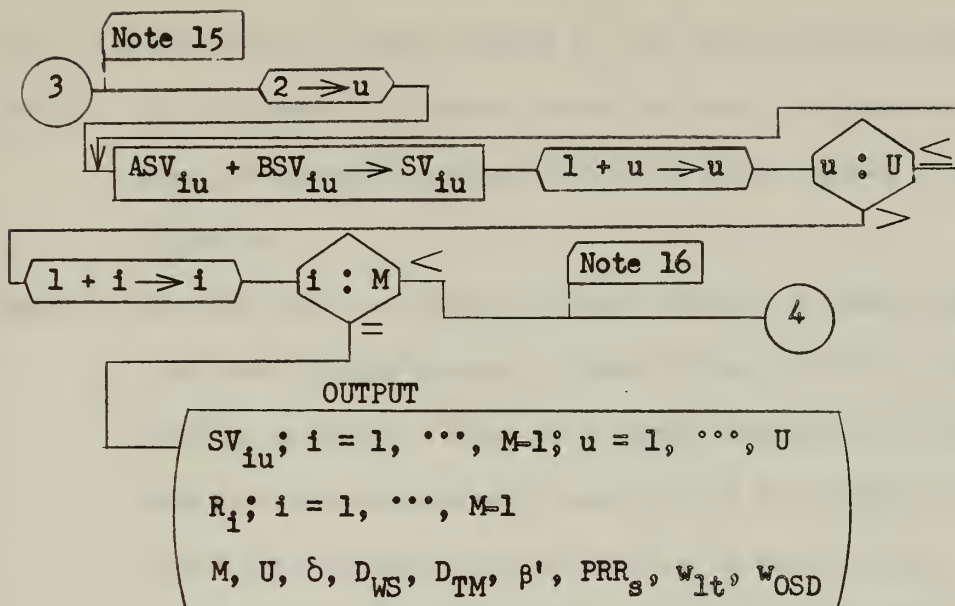 Note 15
3
2 → u
ASV_iu + BSV_iu → SV_iu
1 + u → u
u : U
≤
>
1 + i → i
i : M
<
=
Note 16
4
OUTPUT
SV_iu; i = 1, ..., M-1; u = 1, ..., U
R_i; i = 1, ..., M-1
M, U, δ, D_WS, D_TM, β', PRR_s, w_lt, w_OSD